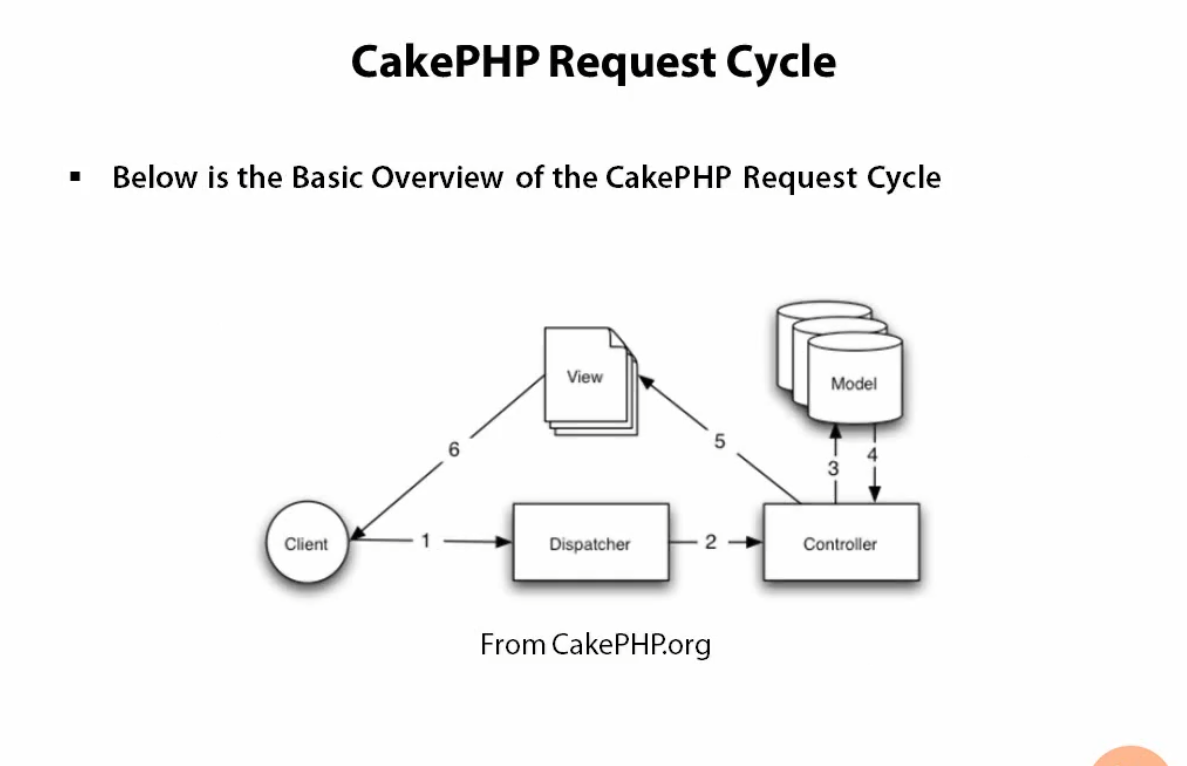 CakePHP Request Cycle
▪ Below is the Basic Overview of the CakePHP Request Cycle
View
Model
6
5
3
4
Client
1
Dispatcher
2
Controller
From CakePHP.org